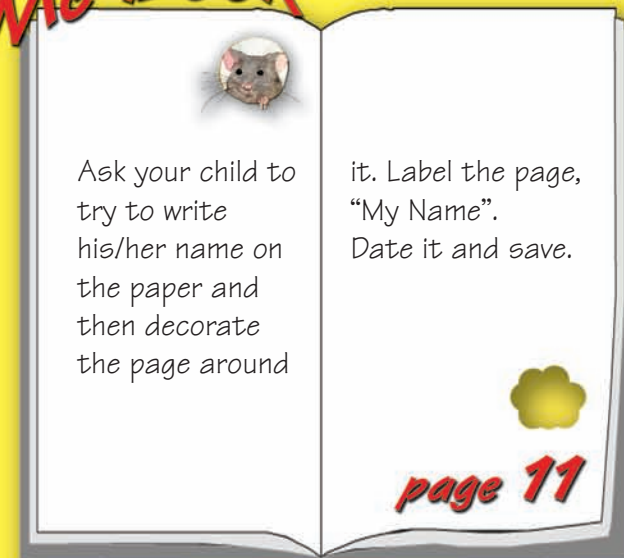 Ask your child to
try to write
his/her name on
the paper and
then decorate
the page around
it. Label the page,
“My Name”.
Date it and save.
page 11